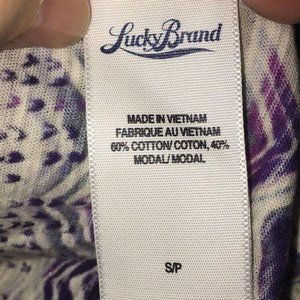 Lucky Brand
MADE IN VIETNAM
FABRIQUE AU VIETNAM
60% COTTON/ COTON, 40%
MODAL/ MODAL
S/P